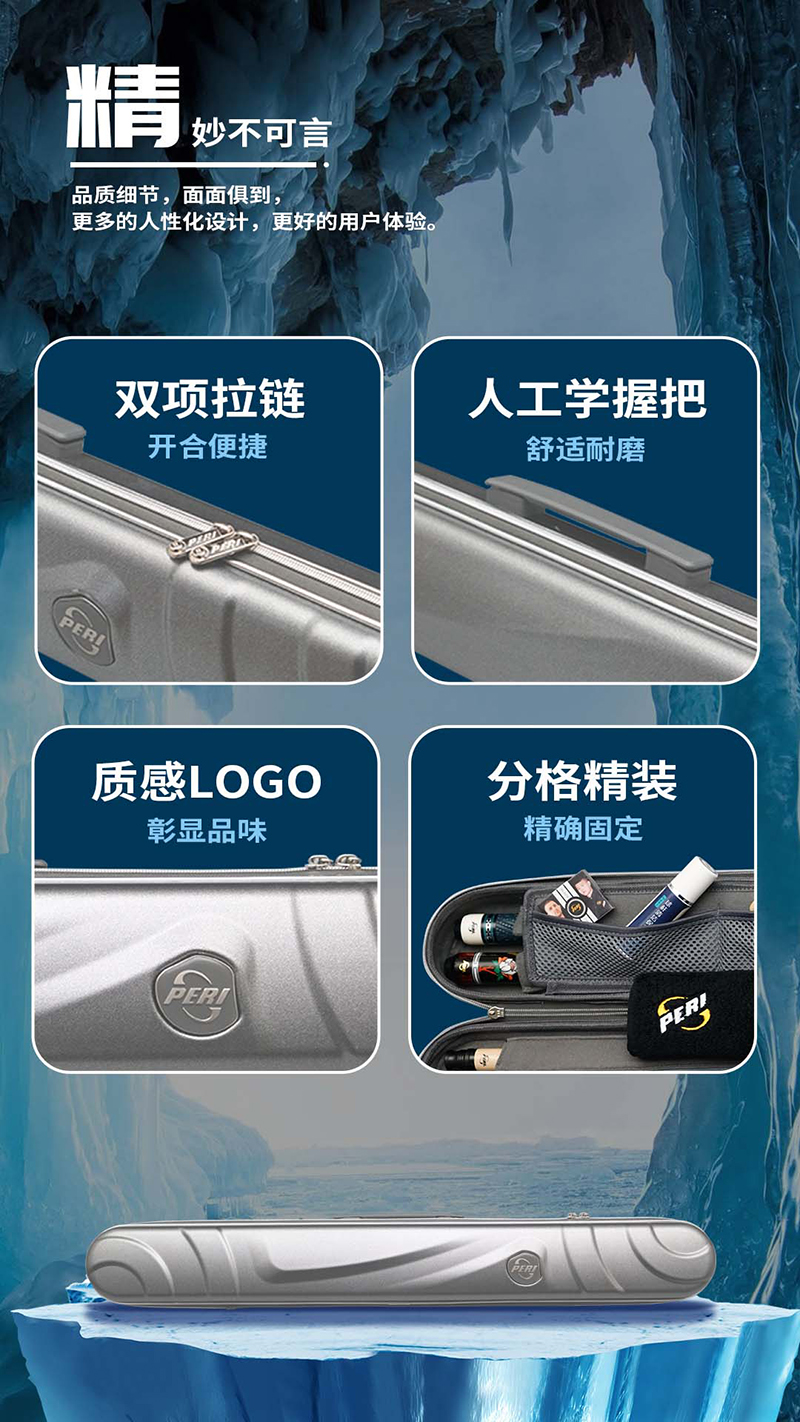 精 妙不可言
品质细节，面面俱到，
更多的人性化设计，更好的用户体验。
双项拉链
开合便捷
PERI
PERI
PERI
人工学握把
舒适耐磨
质感LOGO
彰显品味
PERI
分格精装
精确固定
PERI
PERI